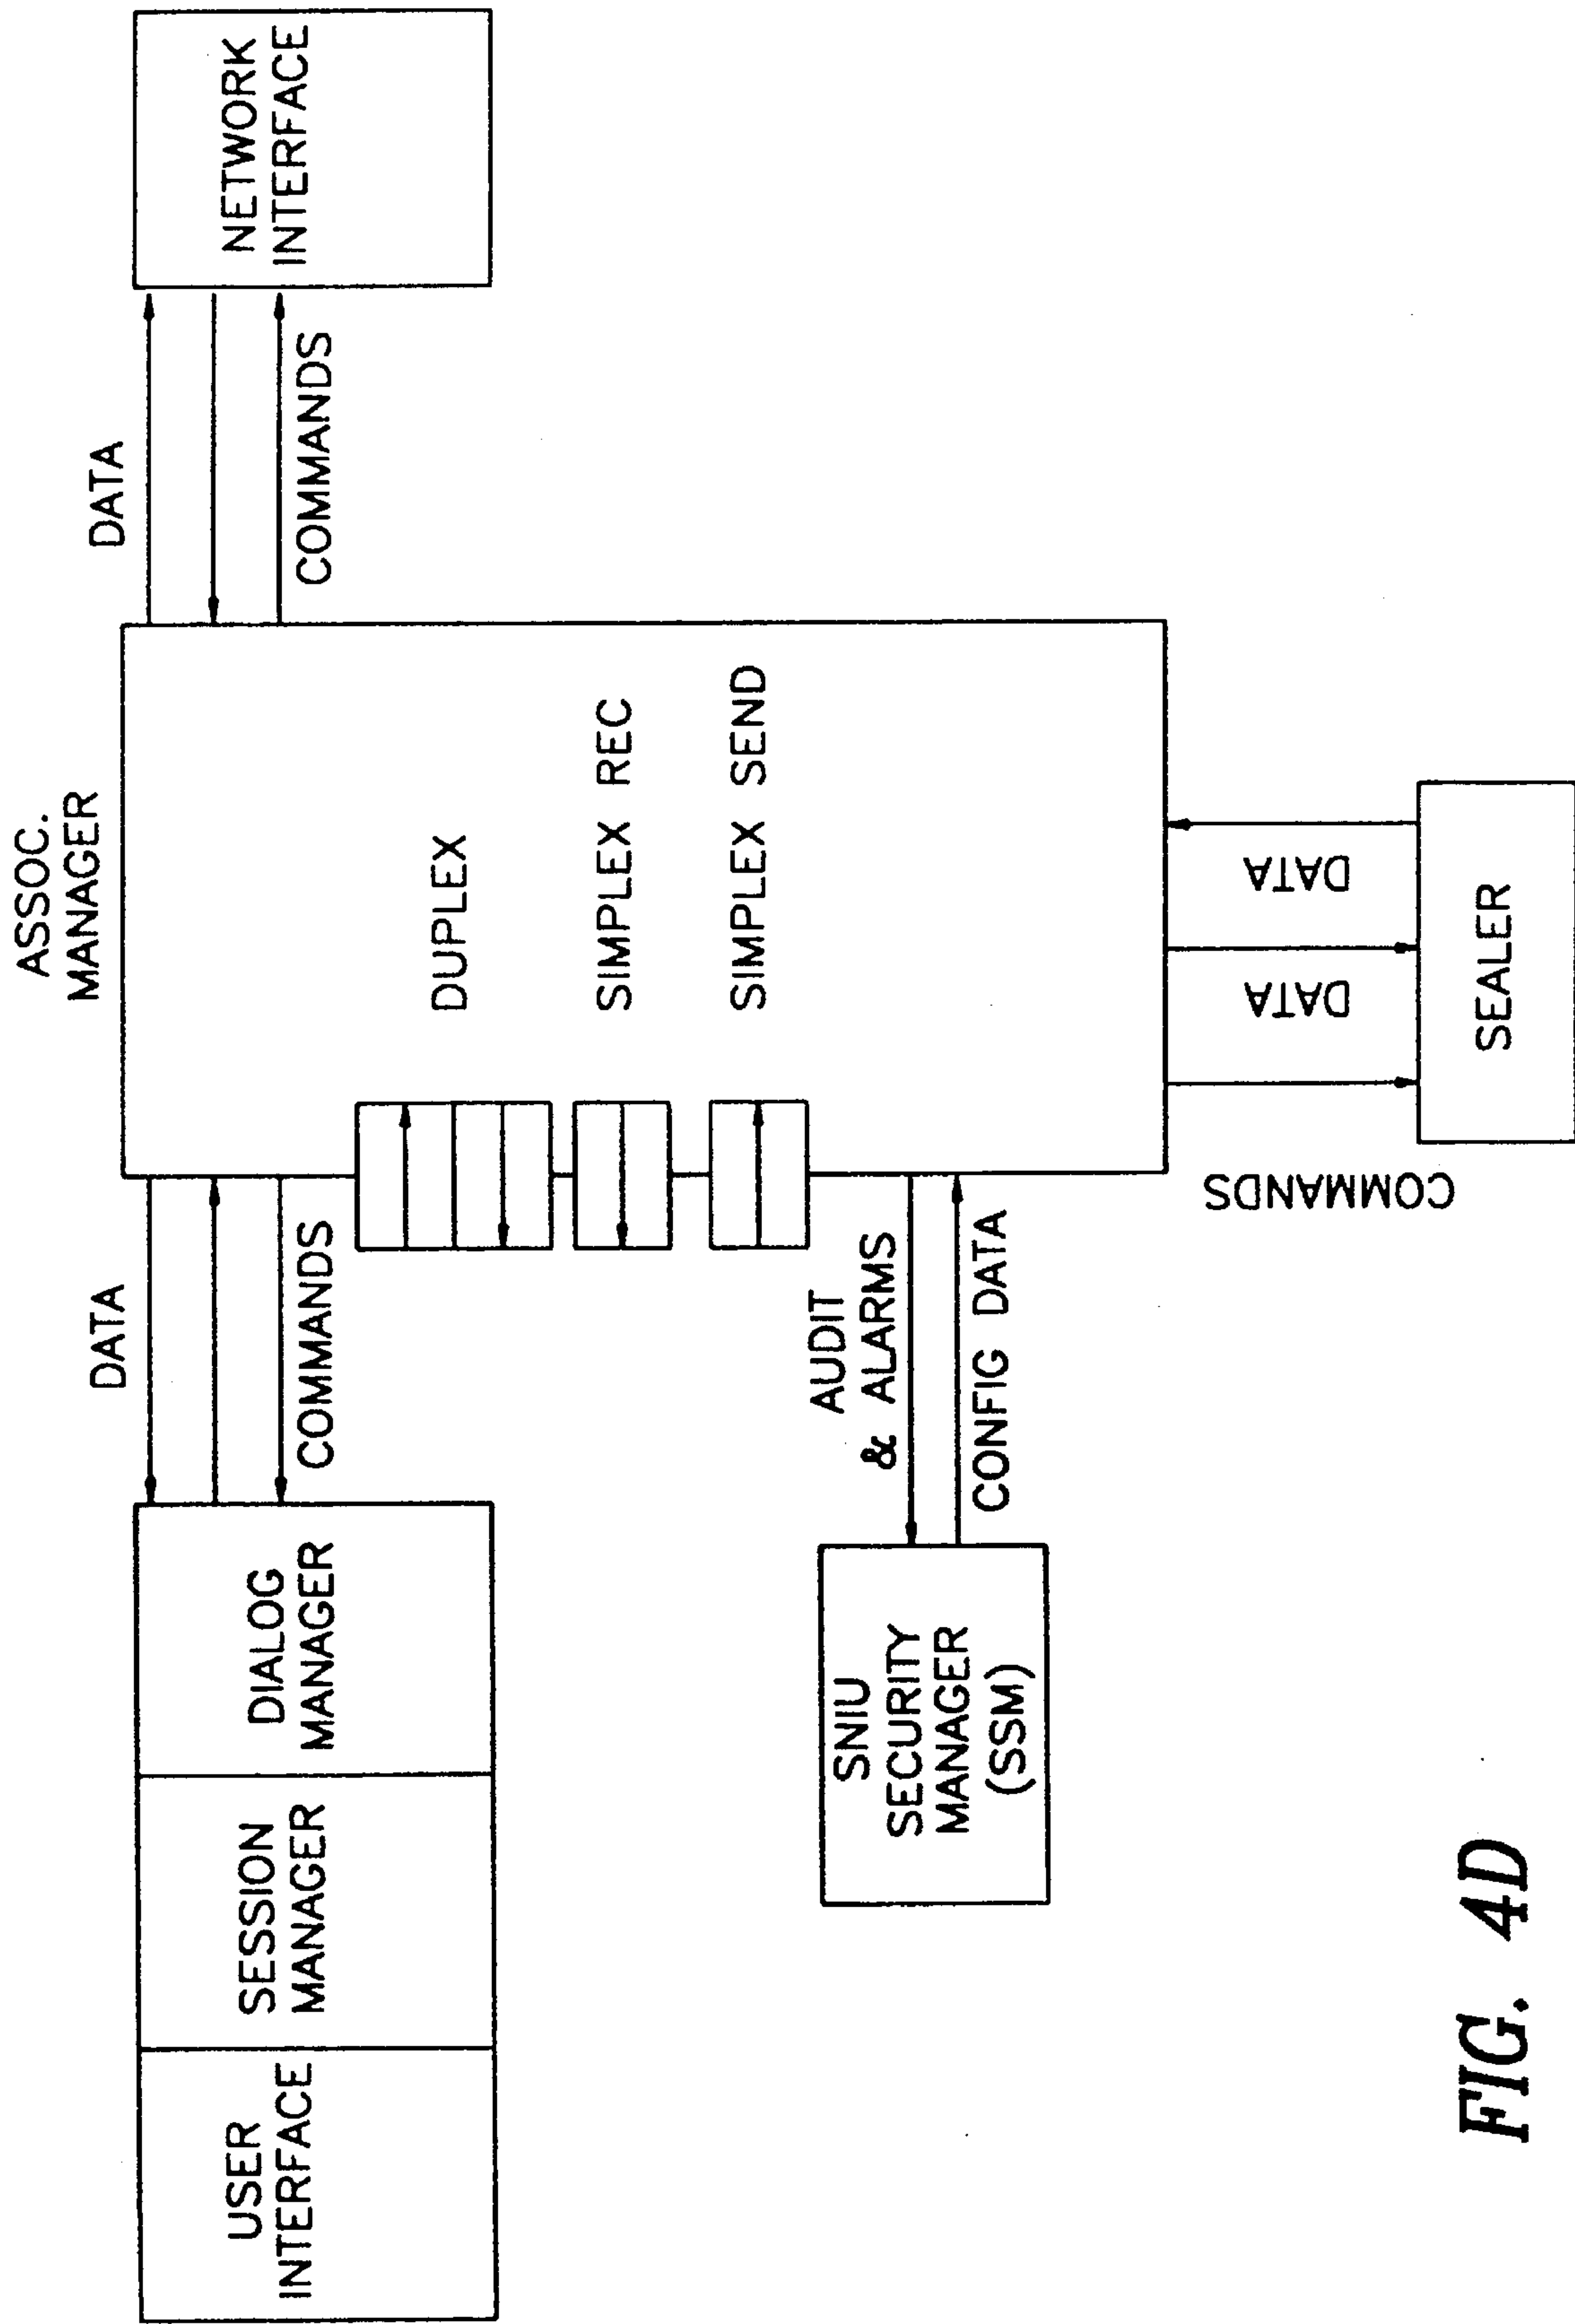 ASSOC.
MANAGER
USER
INTERFACE
SESSION
MANAGER
DIALOG
MANAGER
DATA
COMMANDS
DATA
COMMANDS
NETWORK
INTERFACE
DUPLEX
SIMPLEX REC
SIMPLEX SEND
SNIU
SECURITY
MANAGER
(SSM)
AUDIT
& ALARMS
CONFIG DATA
COMMANDS
DATA
DATA
SEALER
FIG. 4D